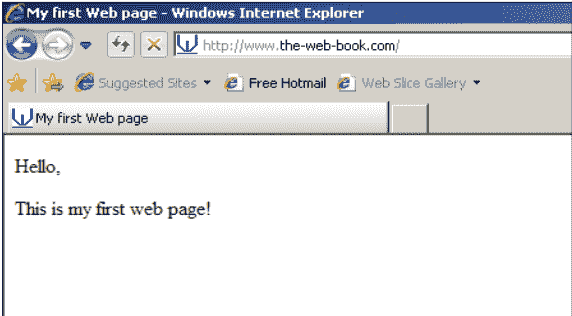 My first Web page - Windows Internet Explorer
http://www.the-web-book.com/
Suggested Sites Free Hotmail Web Slice Gallery
My first Web page
Hello,
This is my first web page!